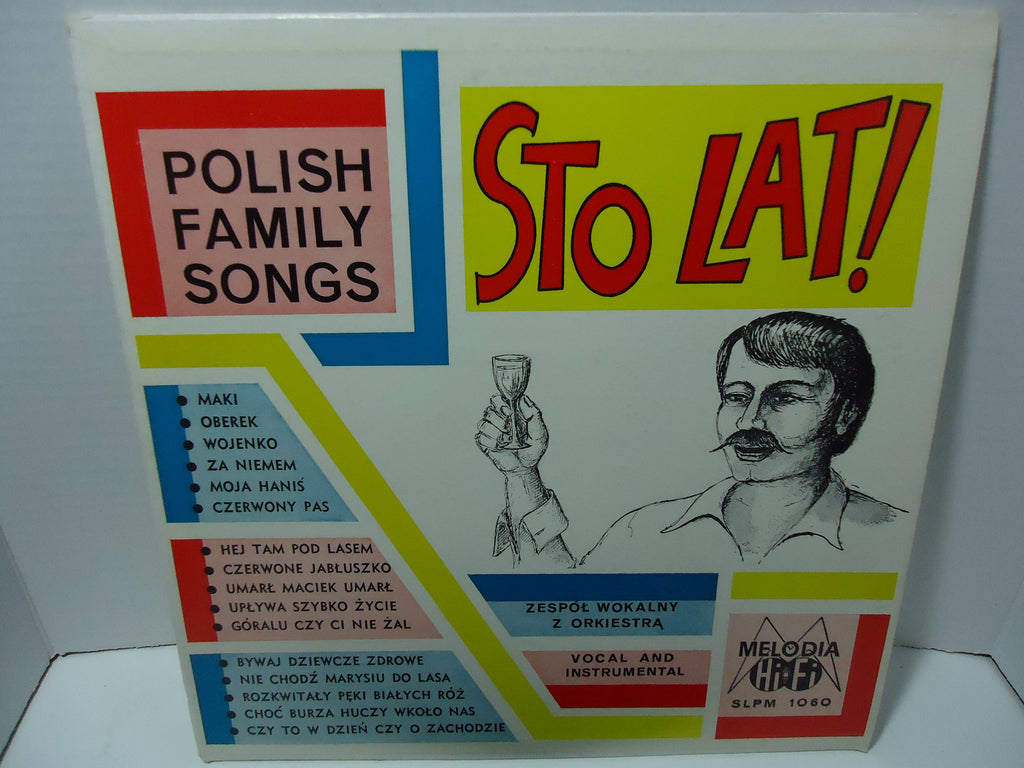 POLISH
FAMILY
SONGS
STO LAT!
MAKI
OBEREK
WOJENKO
ZA NIEMEM
MOJA HANIŚ
CZERWONY PAS
HEJ TAM POD LASEM
CZERWONE JABŁUSZKO
UMARŁ MACIEK UMARŁ
UPŁYWA SZYBKO ŻYCIE
GÓRALU CZY CI NIE ŻAL
BYWAJ DZIEWCZE ZDROWE
NIE CHODŹ MARYSIU DO LASA
ROZKWITAŁY PĘKI BIAŁYCH RÓŻ
CHOĆ BURZA HUCZY WKOŁO NAS
CZY TO W DZIEŃ CZY O ZACHODZIE
ZESPÓŁ WOKALNY
Z ORKIESTRĄ
VOCAL AND
INSTRUMENTAL
MELODIA
Hi-Fi
SLPM 1060